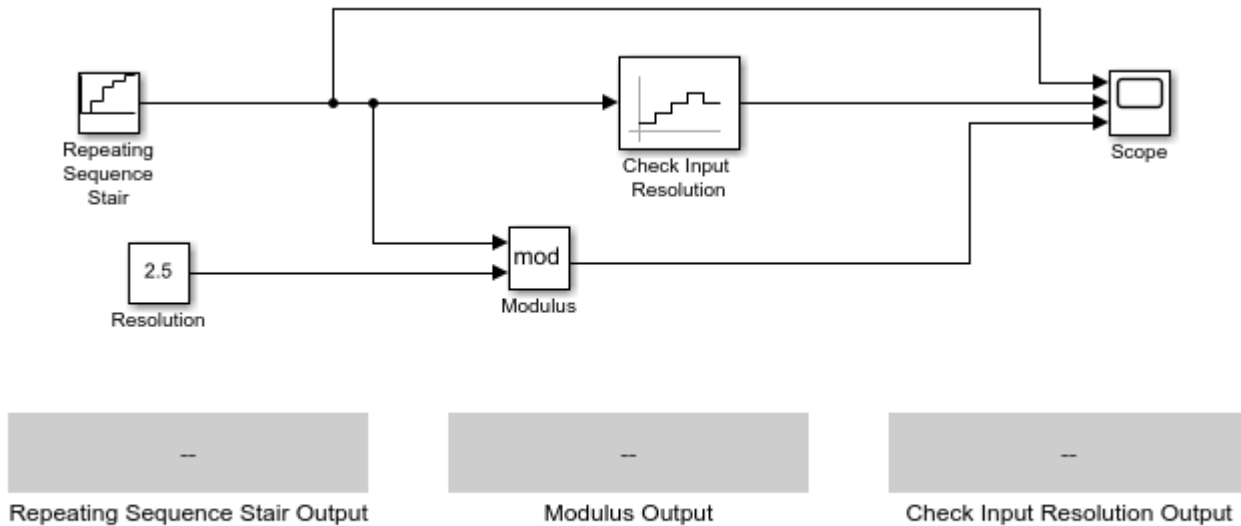 Repeating
Sequence
Stair
Check Input
Resolution
Scope
2.5
Resolution
mod
Modulus
--
--
--
Repeating Sequence Stair Output
Modulus Output
Check Input Resolution Output